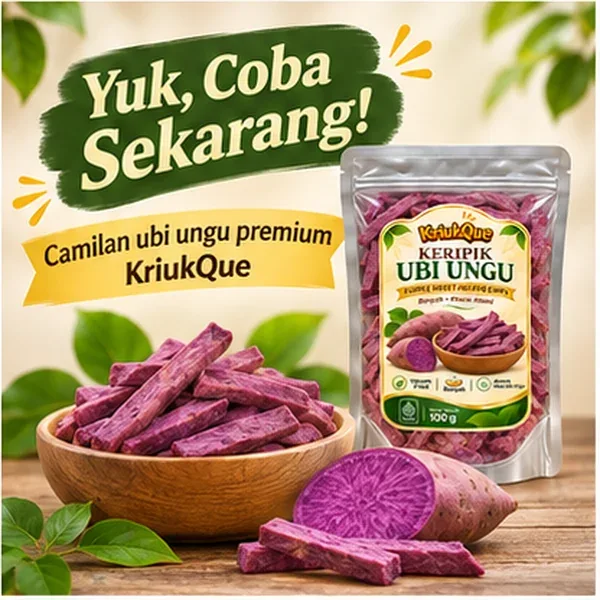 Yuk, Coba
Sekarang!
Camilan ubi ungu premium
KriukQue
KriukQue
KERIPIK
UBI UNGU
100 g